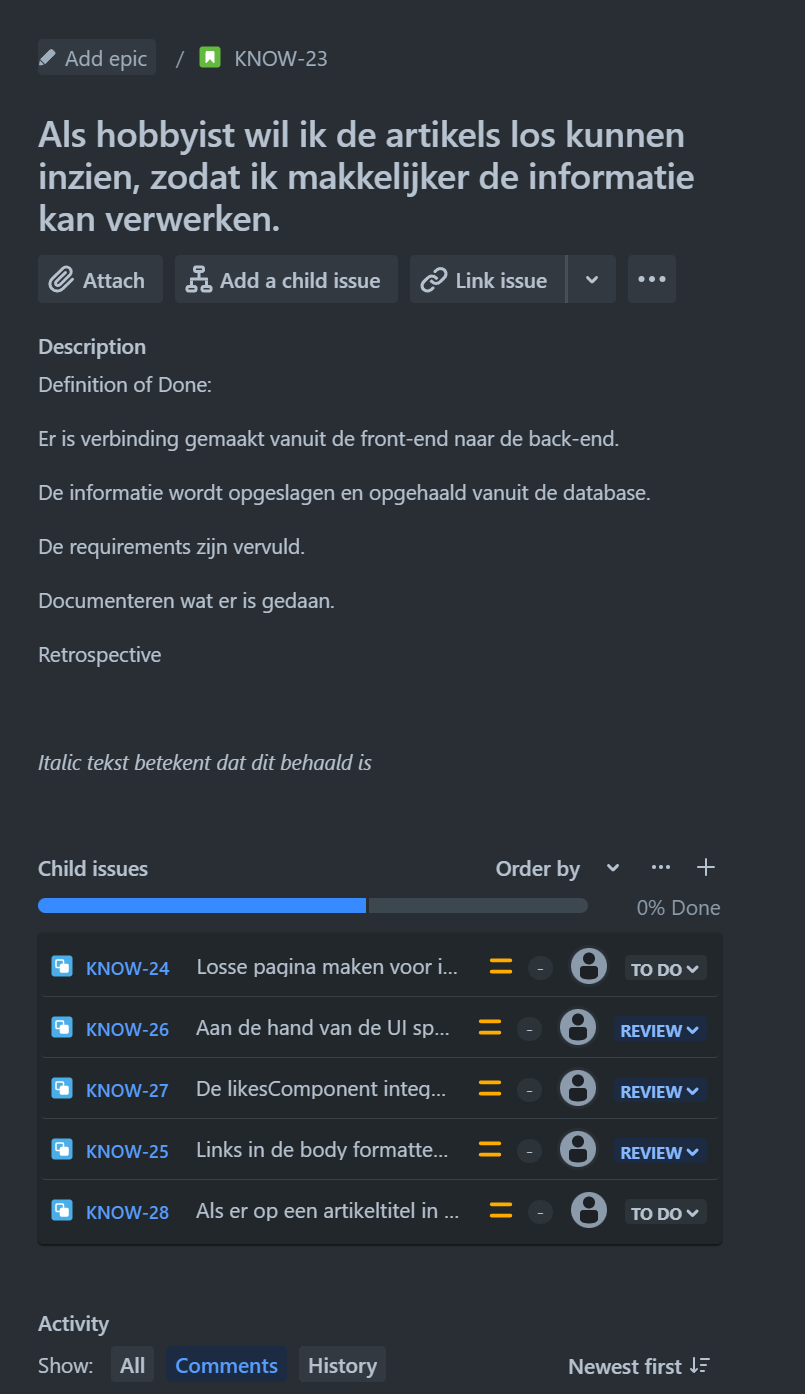 Add epic / KNOW-23
Als hobbyist wil ik de artikels los kunnen
inzien, zodat ik makkelijker de informatie
kan verwerken.
Attach Add a child issue Link issue
Description
Definition of Done:
Er is verbinding gemaakt vanuit de front-end naar de back-end.
De informatie wordt opgeslagen en opgehaald vanuit de database.
De requirements zijn vervuld.
Documenteren wat er is gedaan.
Retrospective
Italic tekst betekent dat dit behaald is
Child issues Order by
0% Done
KNOW-24 Losse pagina maken voor i... - TO DO
KNOW-26 Aan de hand van de UI sp... - REVIEW
KNOW-27 De likesComponent integ... - REVIEW
KNOW-25 Links in de body formatte... - REVIEW
KNOW-28 Als er op een artikeltitel in ... - TO DO
Activity
Show: All Comments History Newest first